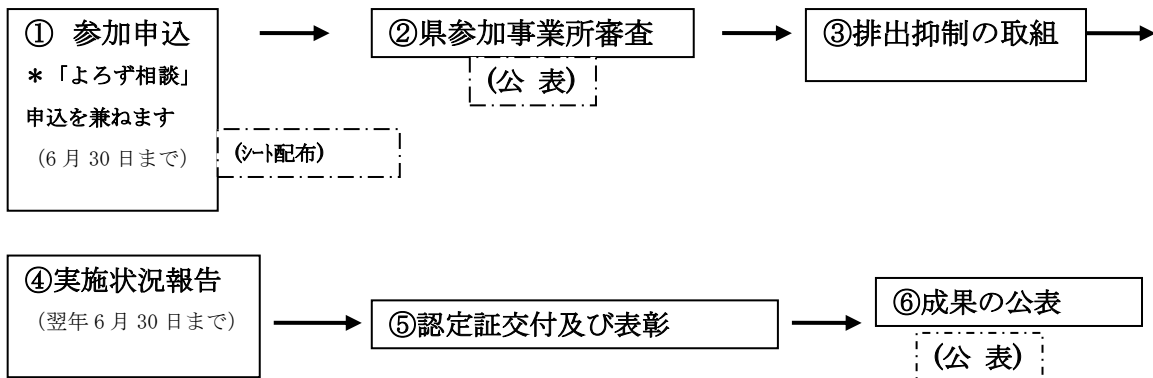 ① 参加申込
＊「よろず相談」
申込を兼ねます
(6月30日まで)
(ｼｰﾄ配布)
②県参加事業所審査
(公 表)
③排出抑制の取組
④実施状況報告
(翌年6月30日まで)
⑤認定証交付及び表彰
⑥成果の公表
(公 表)